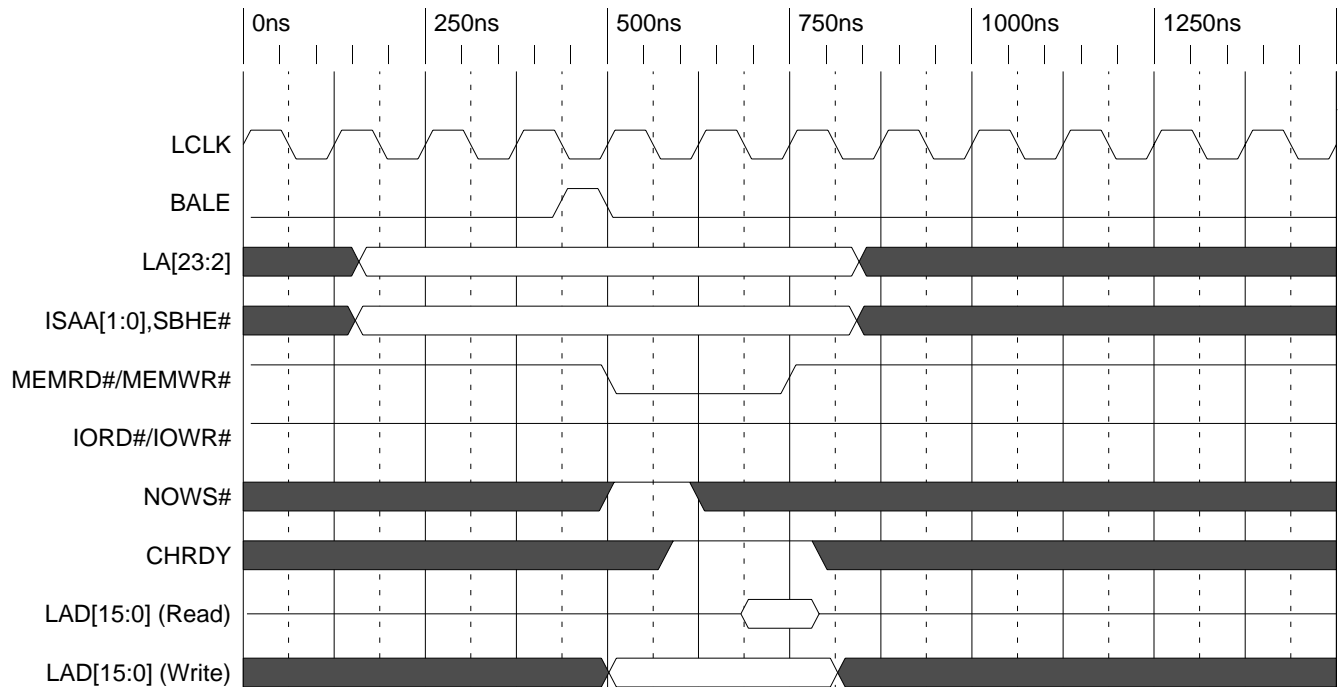 0ns 250ns 500ns 750ns 1000ns 1250ns
LCLK
BALE
LA[23:2]
ISAA[1:0],SBHE#
MEMRD#/MEMWR#
IORD#/IOWR#
NOWS#
CHRDY
LAD[15:0] (Read)
LAD[15:0] (Write)